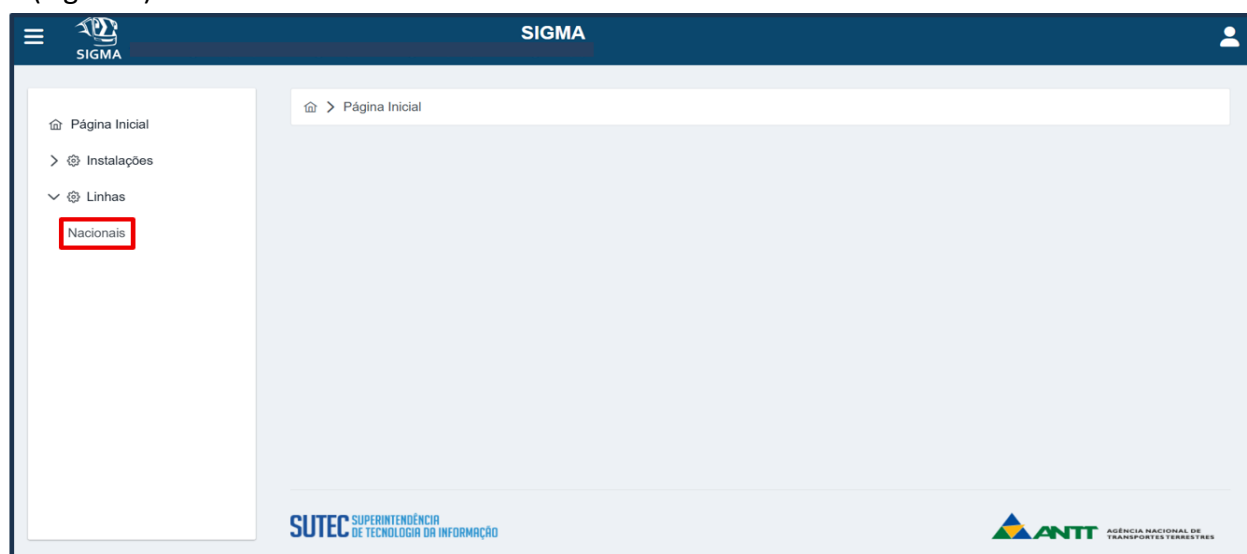 SIGMA
SIGMA
Página Inicial
Página Inicial
Instalações
Linhas
Nacionais
SUTEC SUPERINTENDÊNCIA
DE TECNOLOGIA DA INFORMAÇÃO
ANTT AGÊNCIA NACIONAL DE
TRANSPORTES TERRESTRES